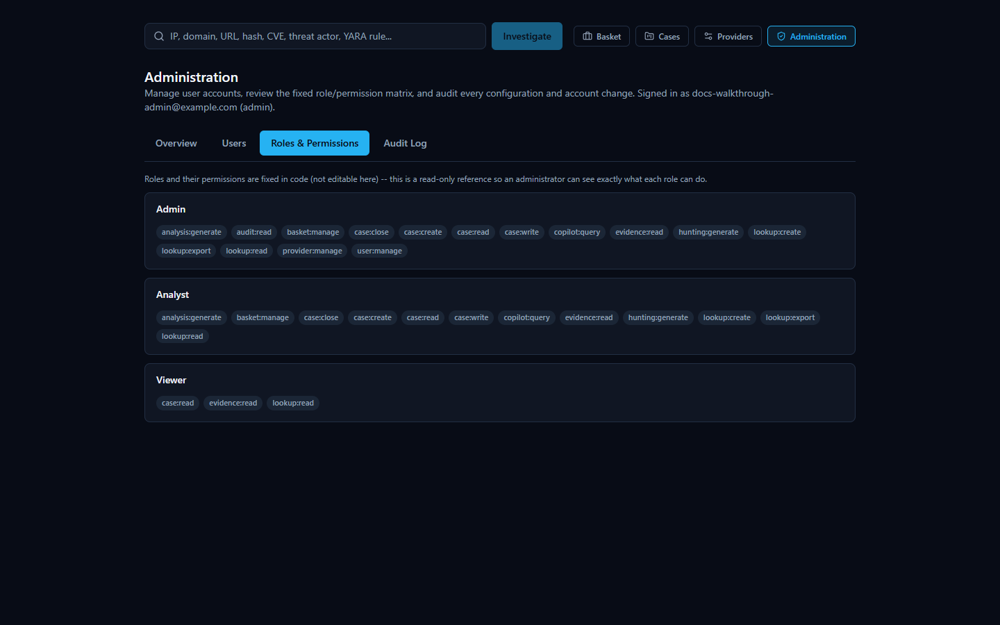 IP, domain, URL, hash, CVE, threat actor, YARA rule...
Investigate
Basket
Cases
Providers
Administration
Administration
Manage user accounts, review the fixed role/permission matrix, and audit every configuration and account change. Signed in as docs-walkthrough-
admin@example.com (admin).
Overview
Users
Roles & Permissions
Audit Log
Roles and their permissions are fixed in code (not editable here) -- this is a read-only reference so an administrator can see exactly what each role can do.
Admin
analysis:generate audit:read basket:manage case:close case:create case:read case:write copilot:query evidence:read hunting:generate lookup:create
lookup:export lookup:read provider:manage user:manage
Analyst
analysis:generate basket:manage case:close case:create case:read case:write copilot:query evidence:read hunting:generate lookup:create lookup:export
lookup:read
Viewer
case:read evidence:read lookup:read